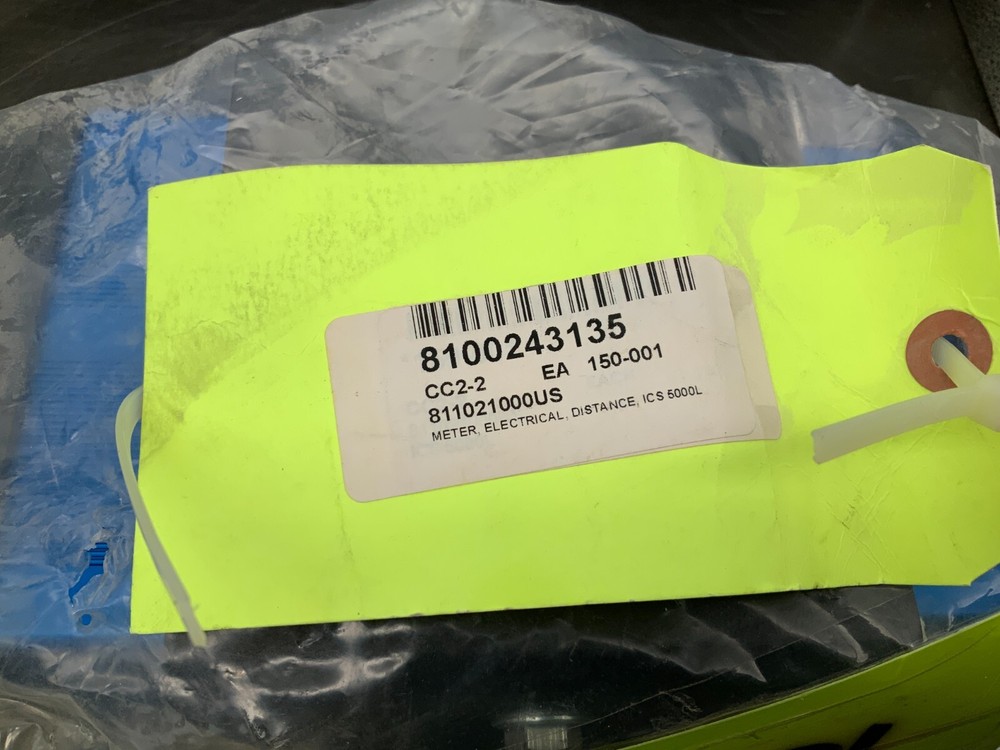 8100243135
CC2-2 EA 150-001
811021000US
METER, ELECTRICAL, DISTANCE, ICS 5000L